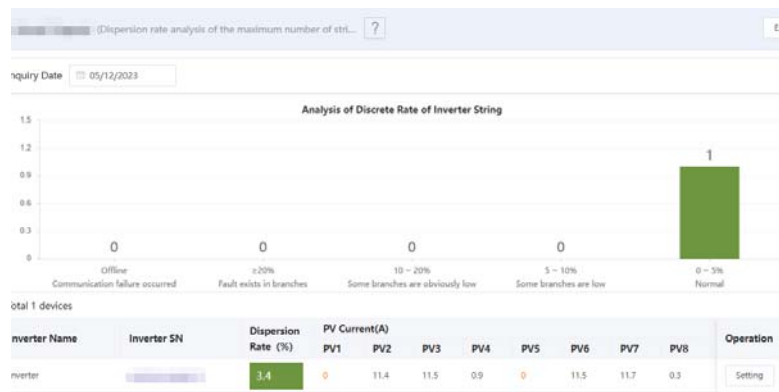 (Dispersion rate analysis of the maximum number of stri... ?
nquiry Date 05/12/2023
Analysis of Discrete Rate of Inverter String
1.5
1.2
0.9
0.6
0.3
0
0 0 0 0 1
Offline ≥20% 10 ~ 20% 5 ~ 10% 0 ~ 5%
Communication failure occurred Fault exists in branches Some branches are obviously low Some branches are low Normal
otal 1 devices
nverter Name Inverter SN Dispersion Rate (%) PV Current(A) Operation
PV1 PV2 PV3 PV4 PV5 PV6 PV7 PV8
nverter 3.4 0 11.4 11.5 0.9 0 11.5 11.7 0.3 Setting